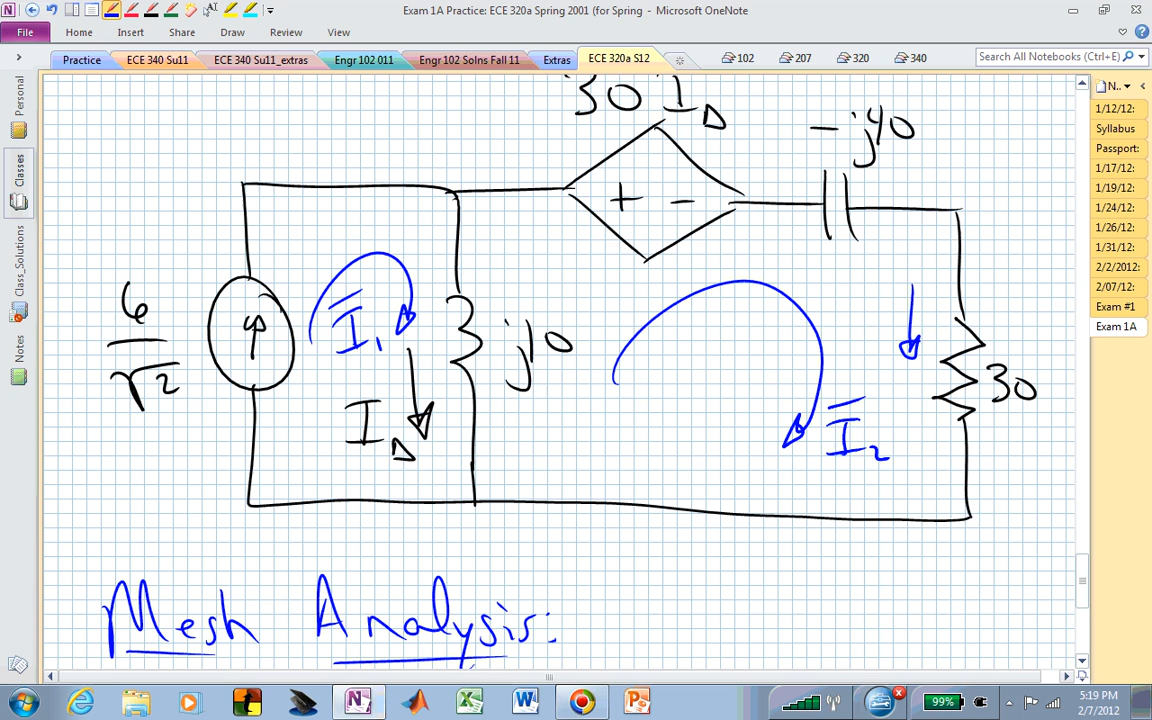 Exam 1A Practice: ECE 320a Spring 2001 (for Spring - Microsoft OneNote
File Home Insert Share Draw Review View
Practice ECE 340 Su11 ECE 340 Su11_extras Engr 102 011 Engr 102 Solns Fall 11 Extras ECE 320a S12 102 207 320 340 Search All Notebooks (Ctrl+E)
N..
Personal
Classes
Class_Solutions
Notes
1/12/12:
Syllabus
Passport:
1/17/12:
1/19/12:
1/24/12:
1/26/12:
1/31/12:
2/2/2012:
2/07/12:
Exam #1
Exam 1A
30 I∆
-j40
+ -
6/√2
I̅₁
I∆
j10
I̅₂
30
Mesh Analysis:
99%
5:19 PM
2/7/2012